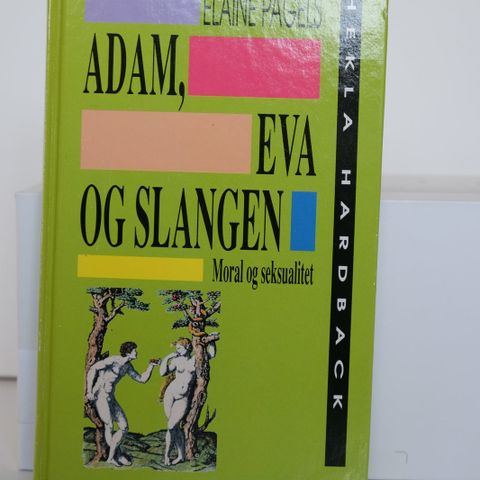 ELAINE PAGELS
ADAM,
EVA
OG SLANGEN
Moral og seksualitet
HEKLA HARDBACK